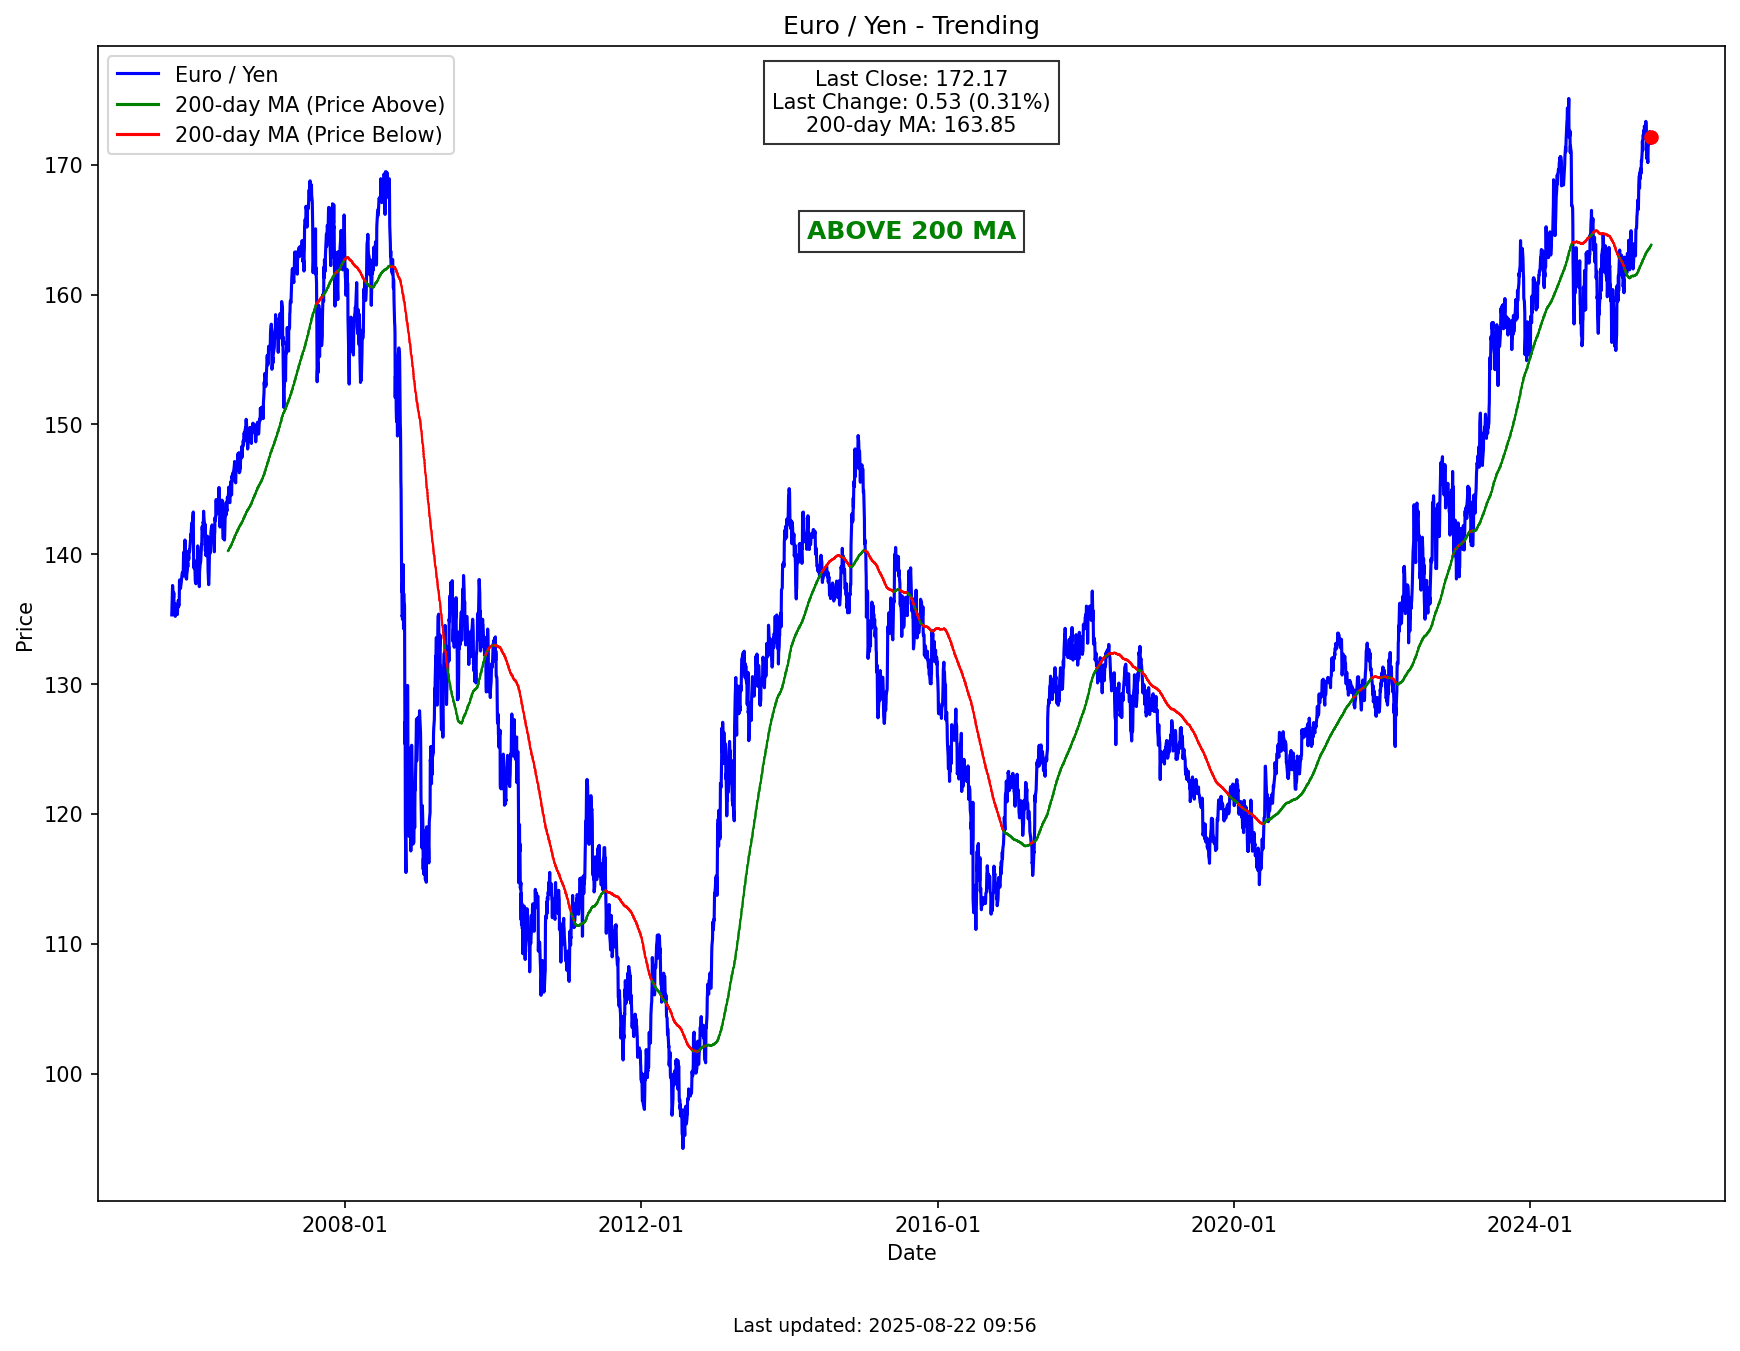 Euro / Yen - Trending
Euro / Yen
200-day MA (Price Above)
200-day MA (Price Below)
Last Close: 172.17
Last Change: 0.53 (0.31%)
200-day MA: 163.85
ABOVE 200 MA
Price
170
160
150
140
130
120
110
100
2008-01
2012-01
2016-01
2020-01
2024-01
Date
Last updated: 2025-08-22 09:56